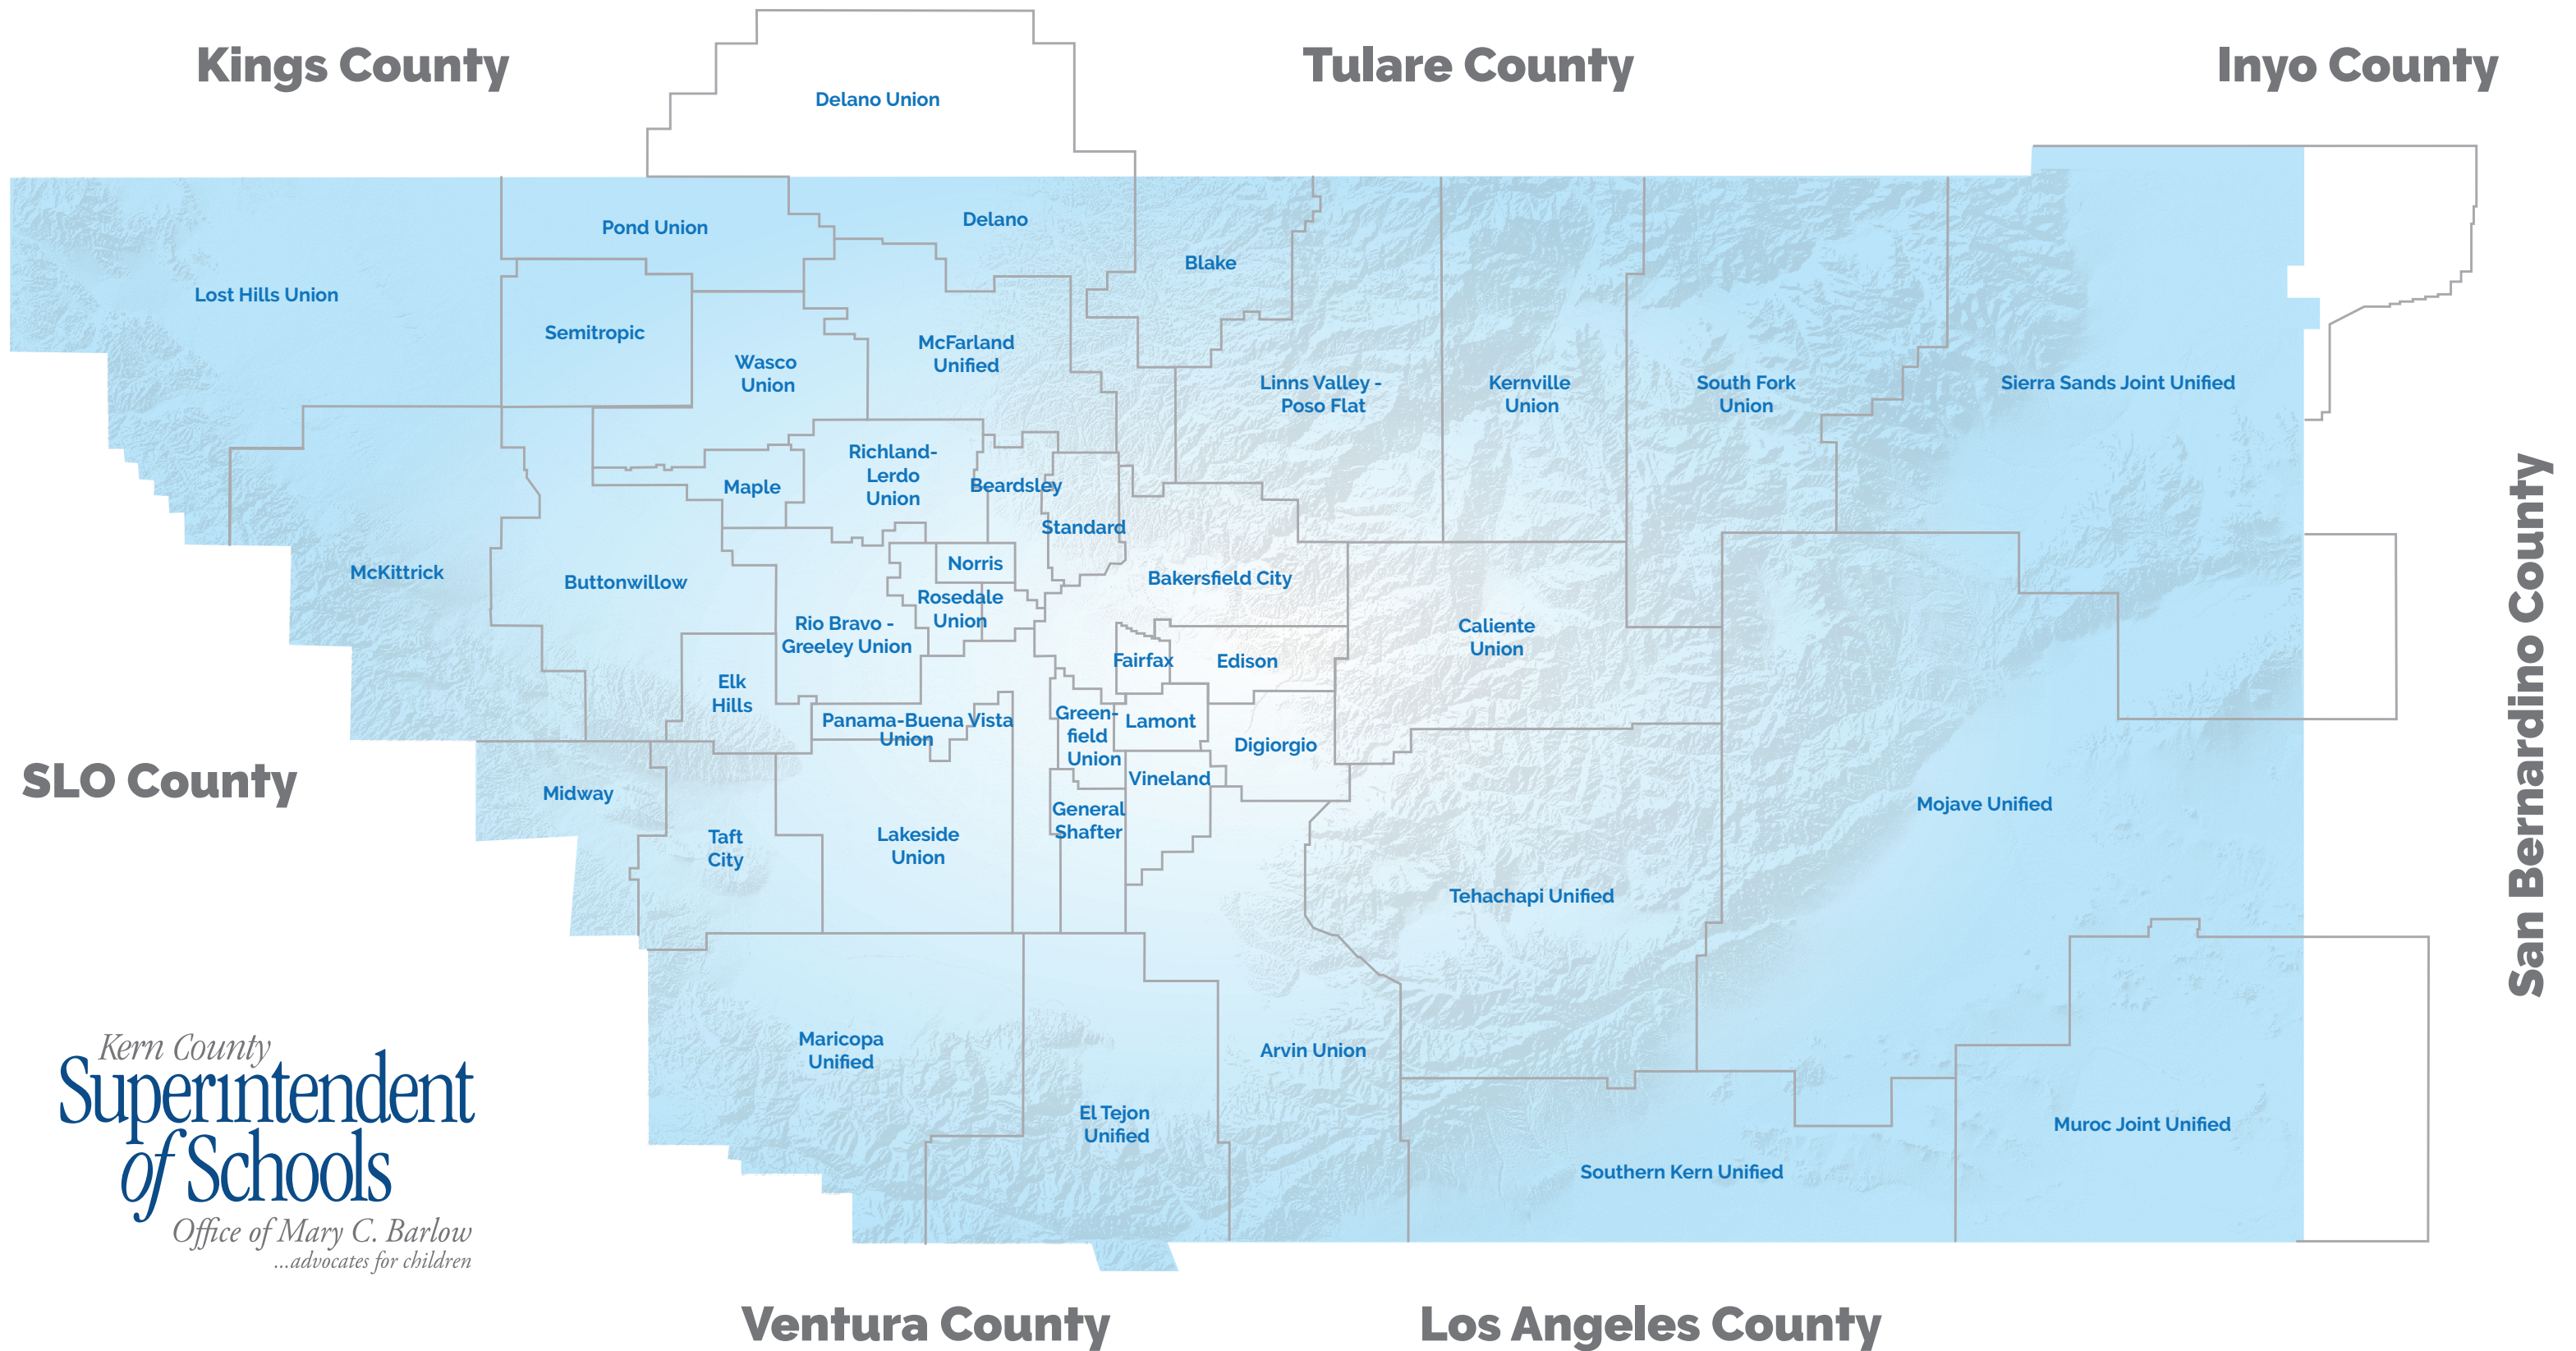 Kings County
Tulare County
Inyo County
Delano Union
Pond Union
Delano
Blake
Lost Hills Union
Semitropic
Wasco
Union
McFarland
Unified
Linns Valley -
Poso Flat
Kernville
Union
South Fork
Union
Sierra Sands Joint Unified
Richland-
Lerdo
Union
Maple
Beardsley
Standard
San Bernardino County
McKittrick
Buttonwillow
Norris
Bakersfield City
Rosedale
Union
Rio Bravo -
Greeley Union
Caliente
Union
Fairfax
Edison
Elk
Hills
Panama-Buena Vista
Union
Green-
field
Union
Lamont
Digiorgio
SLO County
Midway
Vineland
General
Shafter
Mojave Unified
Taft
City
Lakeside
Union
Tehachapi Unified
Maricopa
Unified
Arvin Union
El Tejon
Unified
Muroc Joint Unified
Southern Kern Unified
Kern County
Superintendent
of Schools
Office of Mary C. Barlow
...advocates for children
Ventura County
Los Angeles County